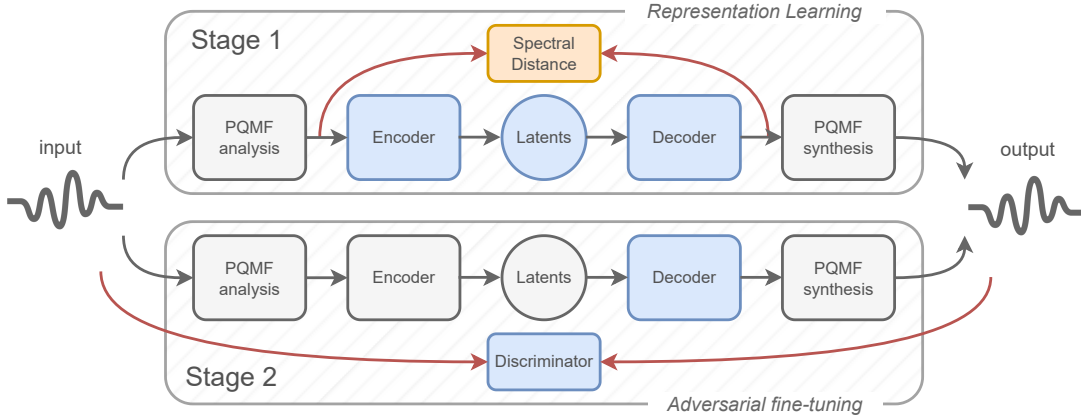 Representation Learning
Stage 1
Spectral
Distance
input
PQMF
analysis
Encoder
Latents
Decoder
PQMF
synthesis
output
PQMF
analysis
Encoder
Latents
Decoder
PQMF
synthesis
Discriminator
Stage 2
Adversarial fine-tuning